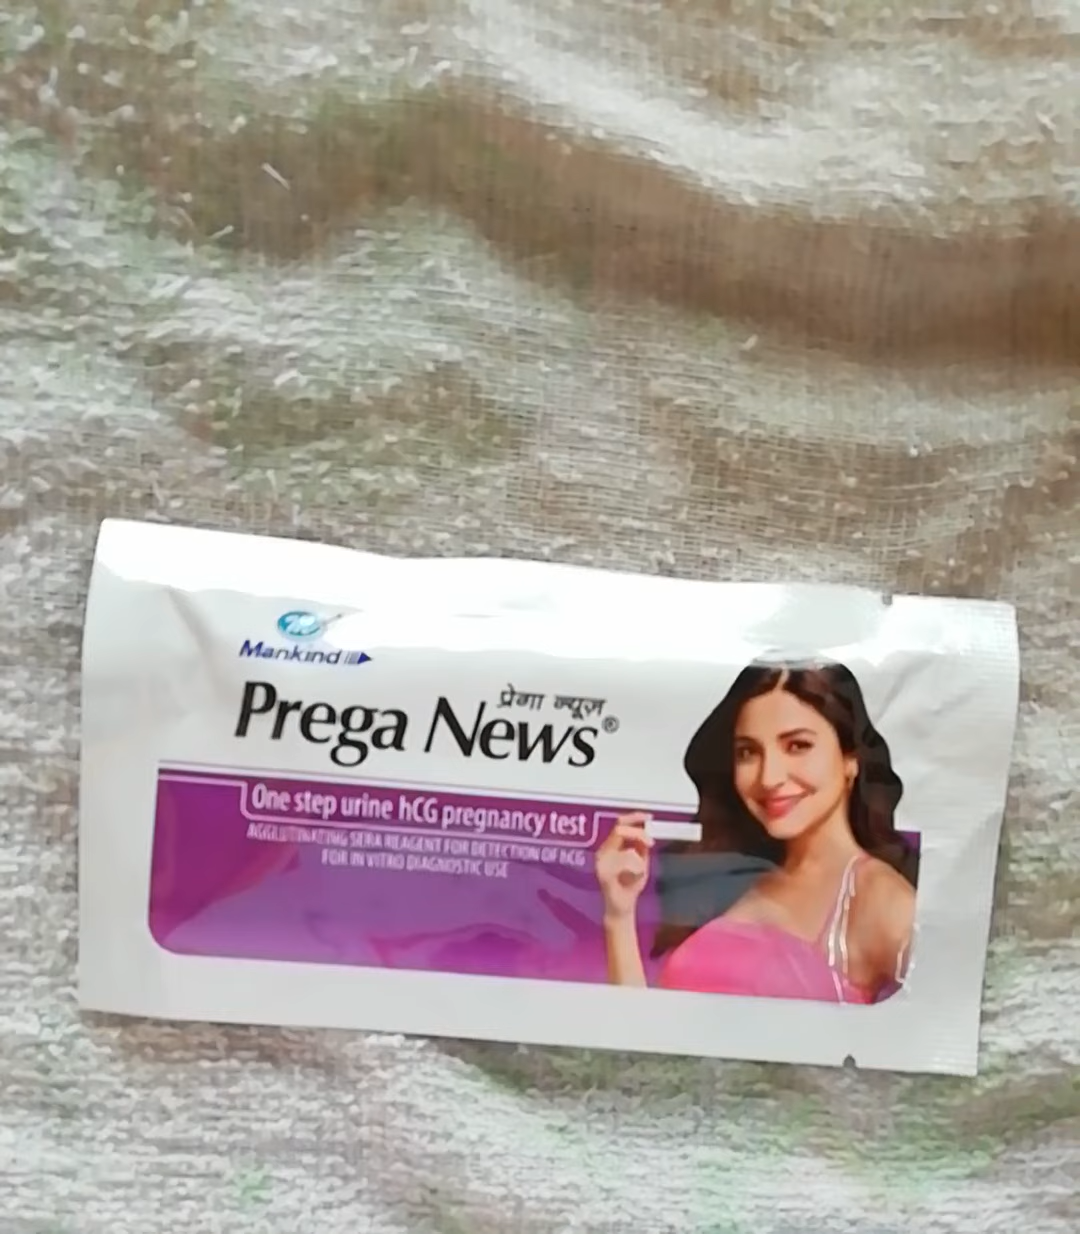 Mankind
प्रेगा न्यूज़
Prega News®
One step urine hCG pregnancy test
AGGLUTINATING SERA REAGENT FOR DETECTION OF hCG
FOR IN VITRO DIAGNOSTIC USE